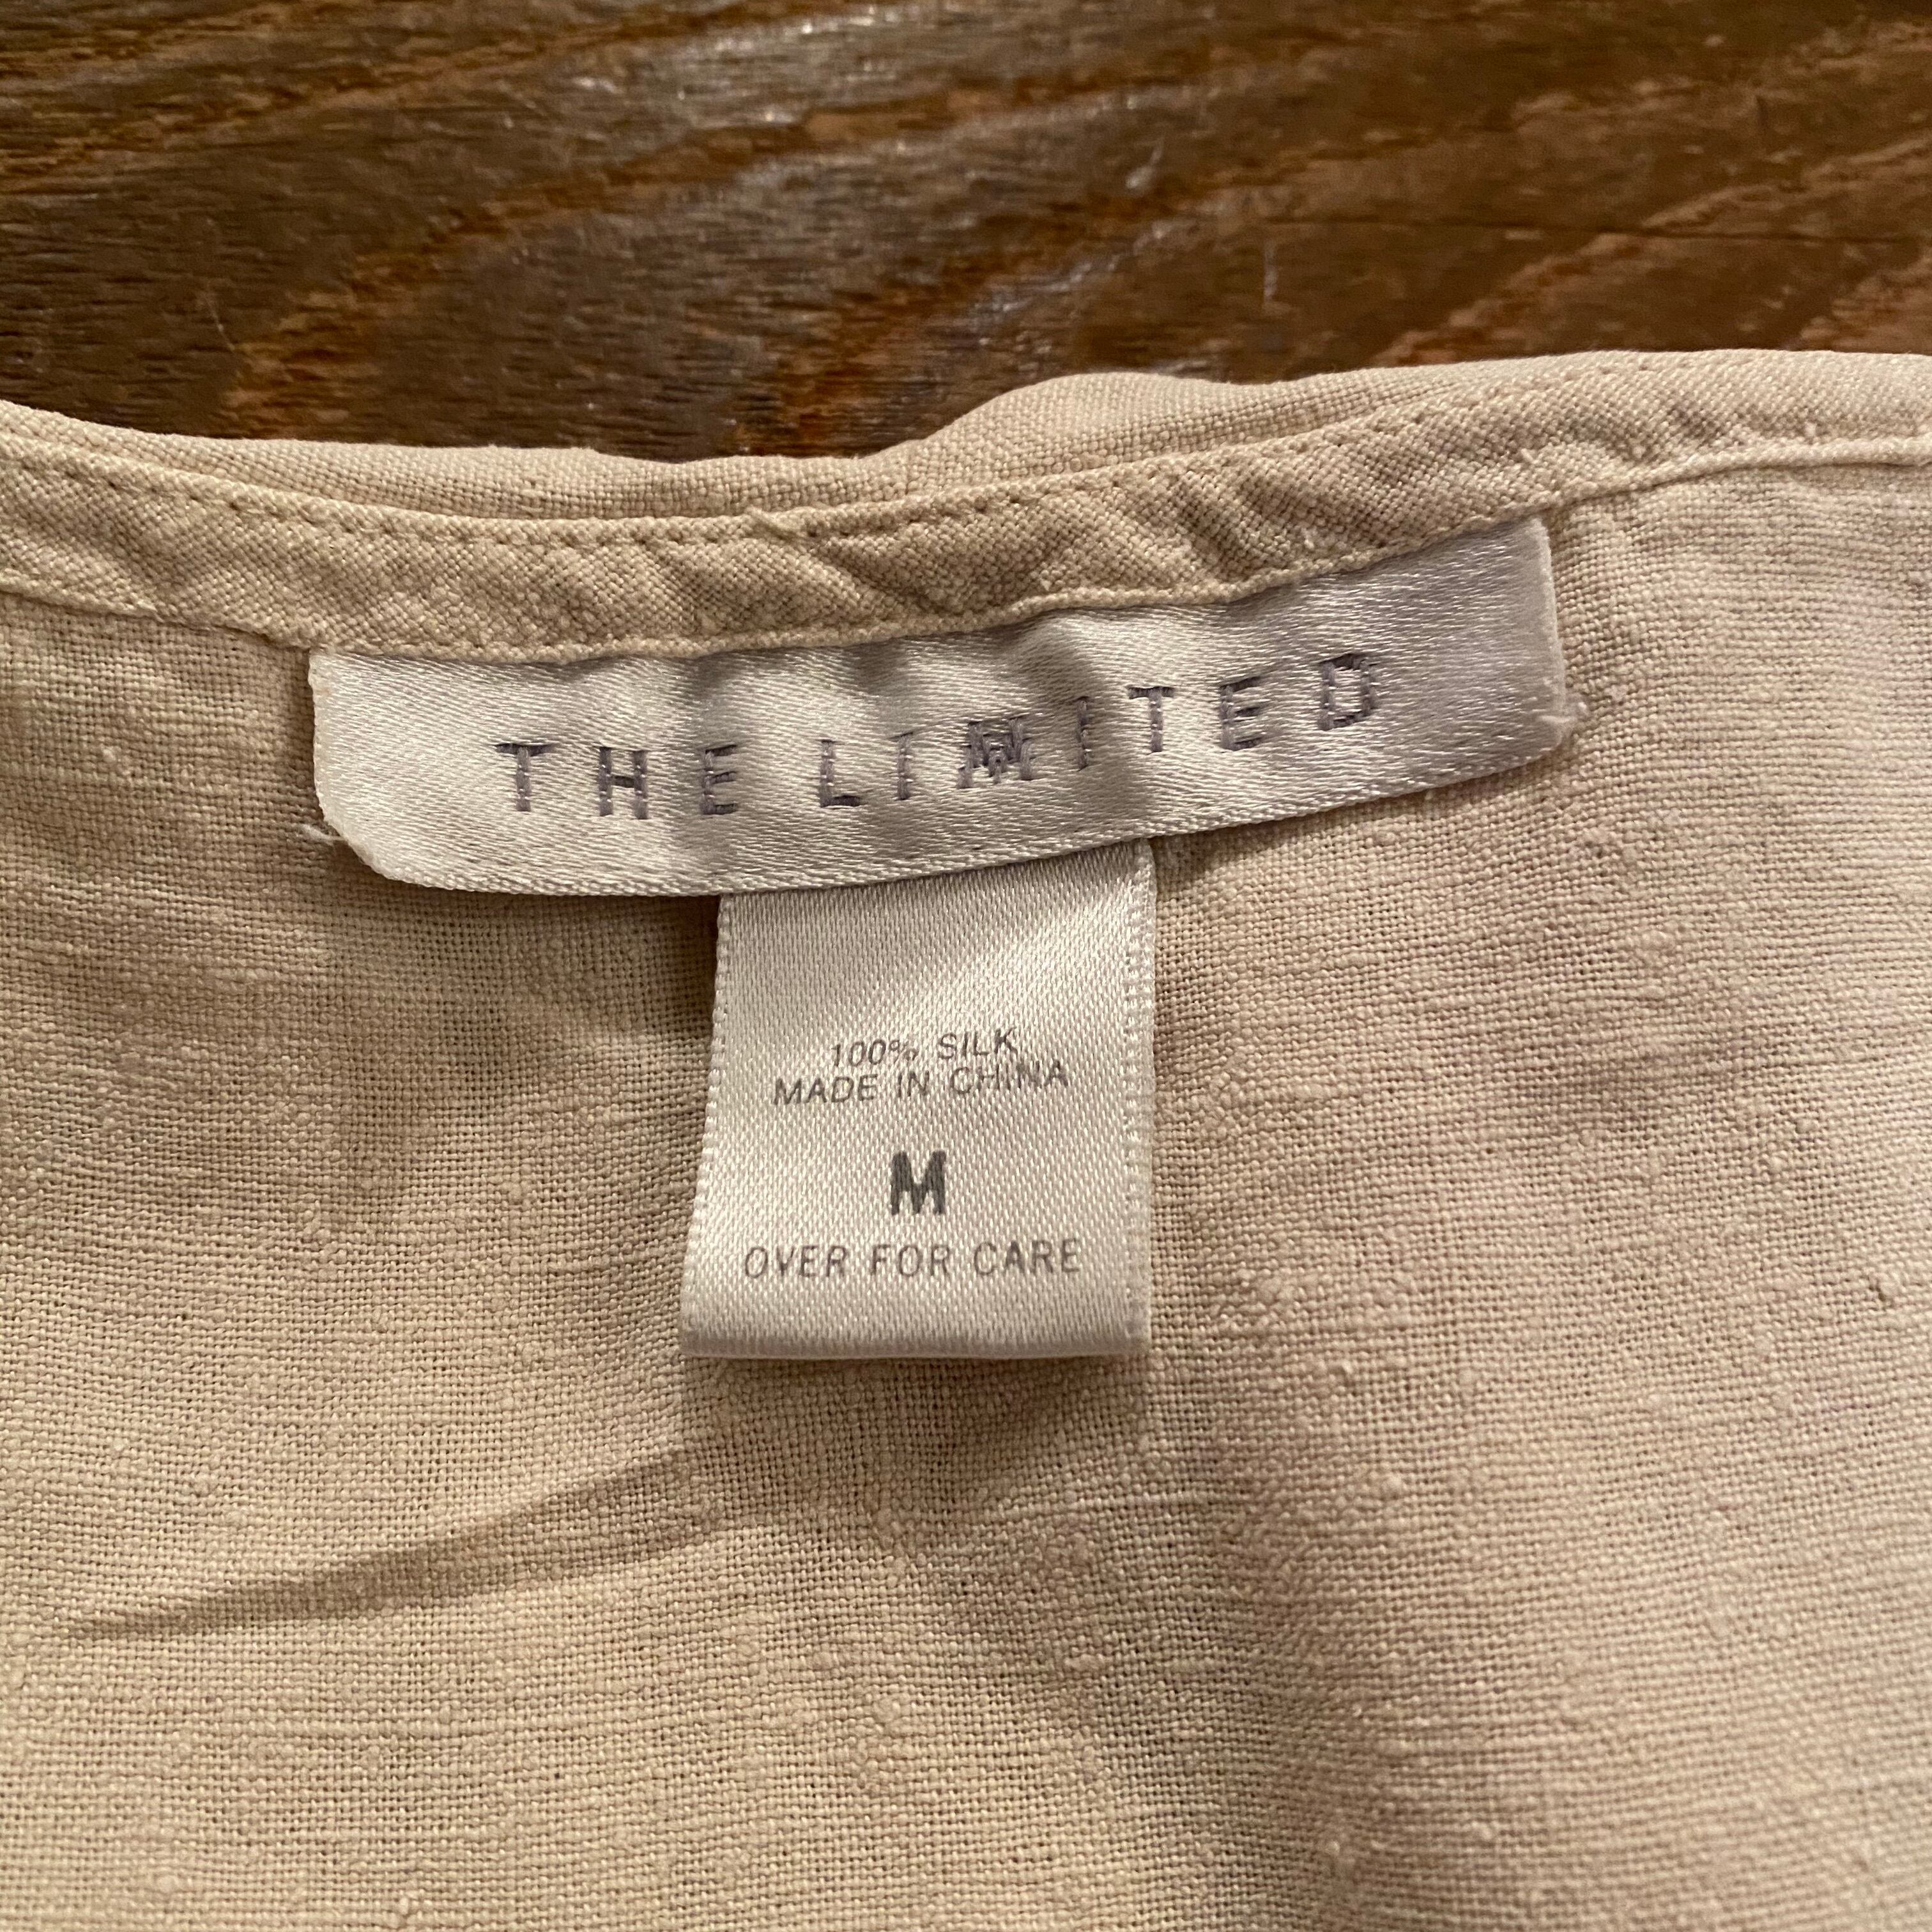 THE LIMITED
100% SILK
MADE IN CHINA
M
OVER FOR CARE